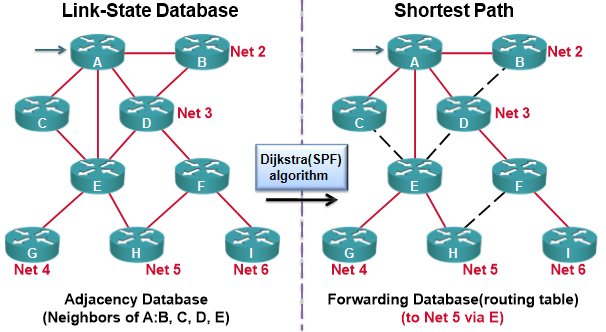 Link-State Database
A
B
Net 2
C
D
Net 3
E
F
G
H
I
Net 4
Net 5
Net 6
Adjacency Database
(Neighbors of A:B, C, D, E)
Dijkstra(SPF)
algorithm
Shortest Path
A
B
Net 2
C
D
Net 3
E
F
G
H
I
Net 4
Net 5
Net 6
Forwarding Database(routing table)
(to Net 5 via E)